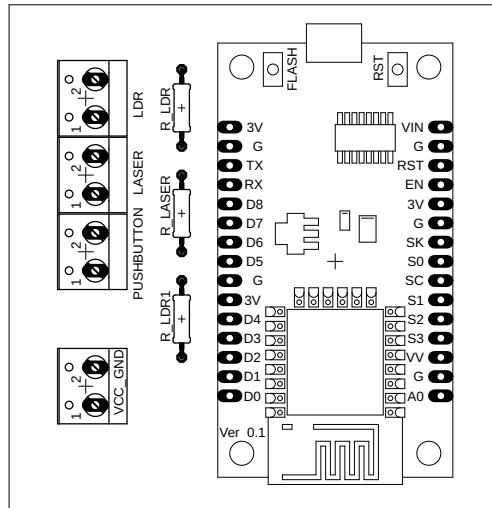 FLASH
RST
2
1
LDR
R_LDR
2
1
LASER
R_LASER
2
1
PUSHBUTTON
R_LDR1
2
1
VCC_GND
3V
G
TX
RX
D8
D7
D6
D5
G
3V
D4
D3
D2
D1
D0
VIN
G
RST
EN
3V
G
SK
S0
SC
S1
S2
S3
VV
G
A0
Ver 0.1